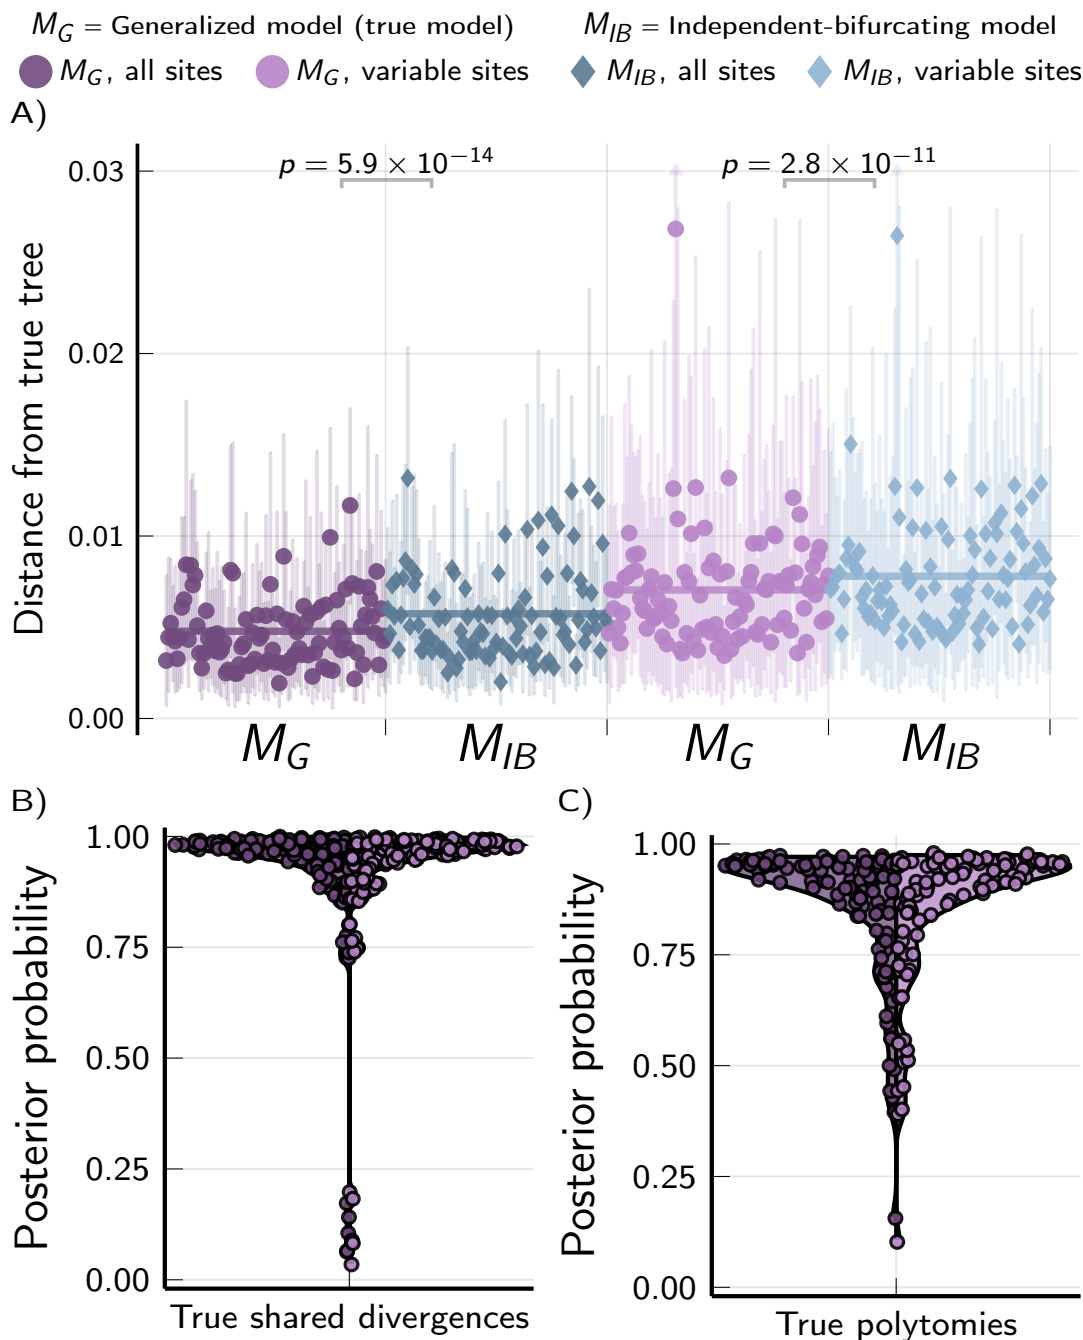 M_G = Generalized model (true model) M_IB = Independent-bifurcating model
M_G, all sites M_G, variable sites M_IB, all sites M_IB, variable sites
A)
p = 5.9 × 10^−14 p = 2.8 × 10^−11
Distance from true tree
0.03
0.02
0.01
0.00
M_G M_IB M_G M_IB
B)
Posterior probability
1.00
0.75
0.50
0.25
0.00
True shared divergences
C)
Posterior probability
1.00
0.75
0.50
0.25
0.00
True polytomies